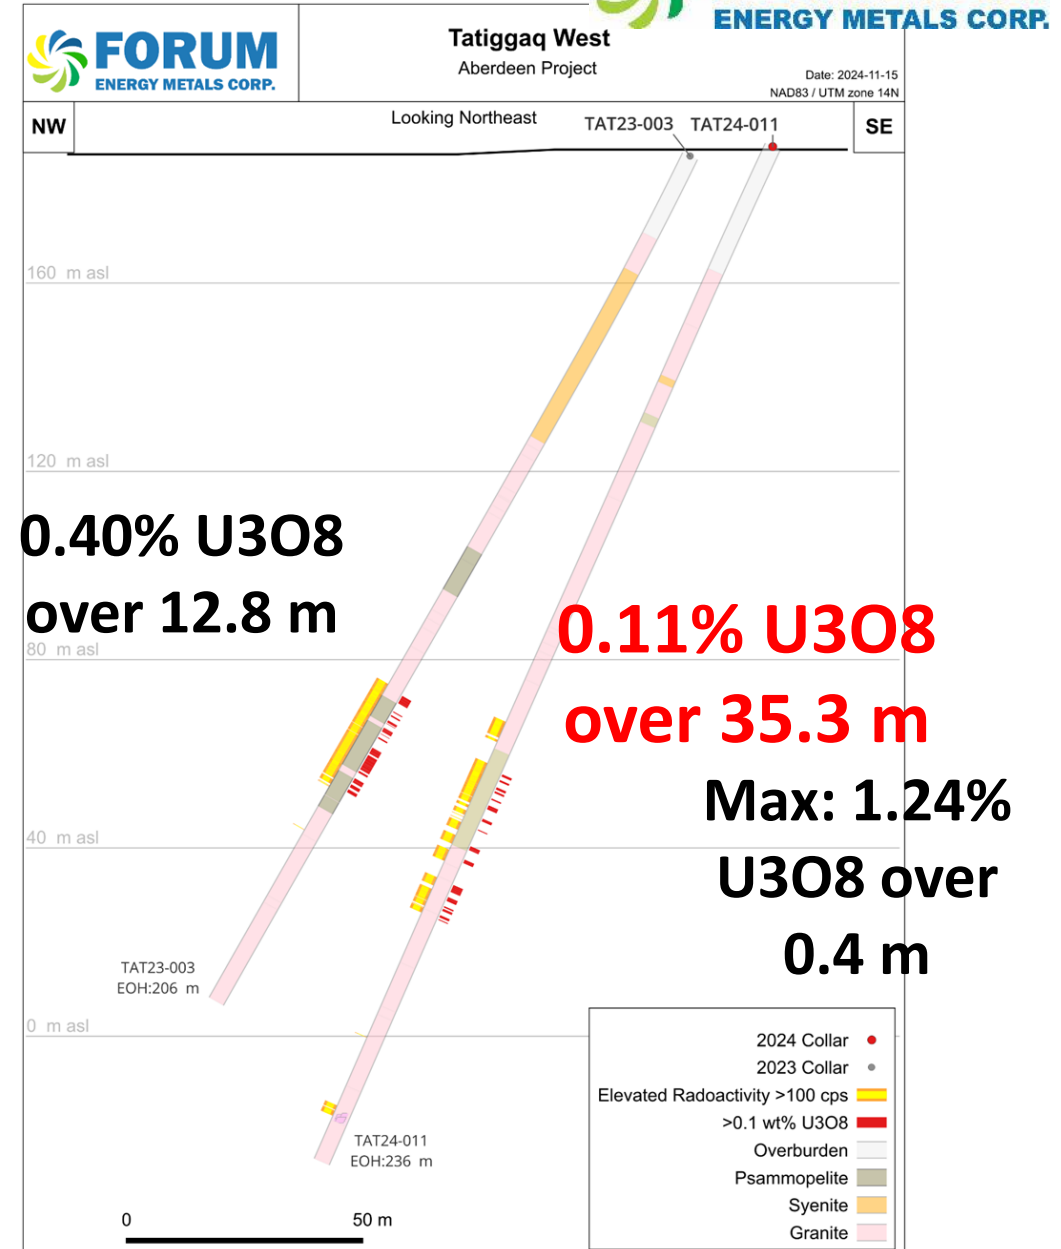 ENERGY METALS CORP.
FORUM
ENERGY METALS CORP.
Tatiggaq West
Aberdeen Project
Date: 2024-11-15
NAD83 / UTM zone 14N
NW
Looking Northeast
TAT23-003 TAT24-011
SE
160 m asl
120 m asl
0.40% U3O8
over 12.8 m
80 m asl
0.11% U3O8
over 35.3 m
Max: 1.24%
U3O8 over
0.4 m
40 m asl
TAT23-003
EOH:206 m
0 m asl
TAT24-011
EOH:236 m
2024 Collar
2023 Collar
Elevated Radioactivity >100 cps
>0.1 wt% U3O8
Overburden
Psammopelite
Syenite
Granite
0 50 m